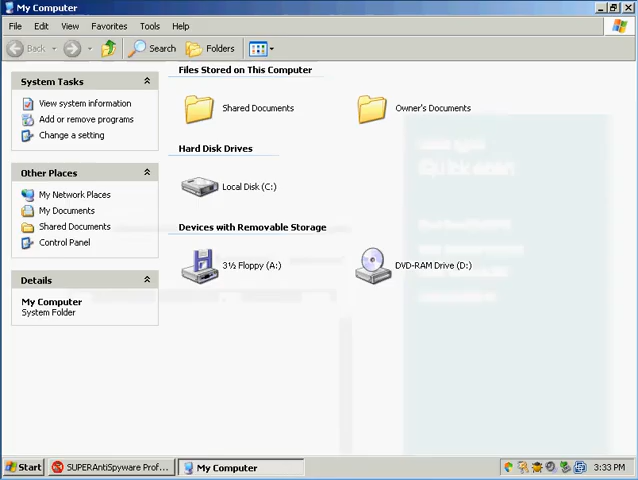 My Computer
File Edit View Favorites Tools Help
Back Search Folders
System Tasks
View system information
Add or remove programs
Change a setting
Other Places
My Network Places
My Documents
Shared Documents
Control Panel
Details
My Computer
System Folder
Files Stored on This Computer
Shared Documents Owner's Documents
Hard Disk Drives
Local Disk (C:)
Devices with Removable Storage
3½ Floppy (A:) DVD-RAM Drive (D:)
Quick scan
Start SUPERAntiSpyware Prof... My Computer 3:33 PM